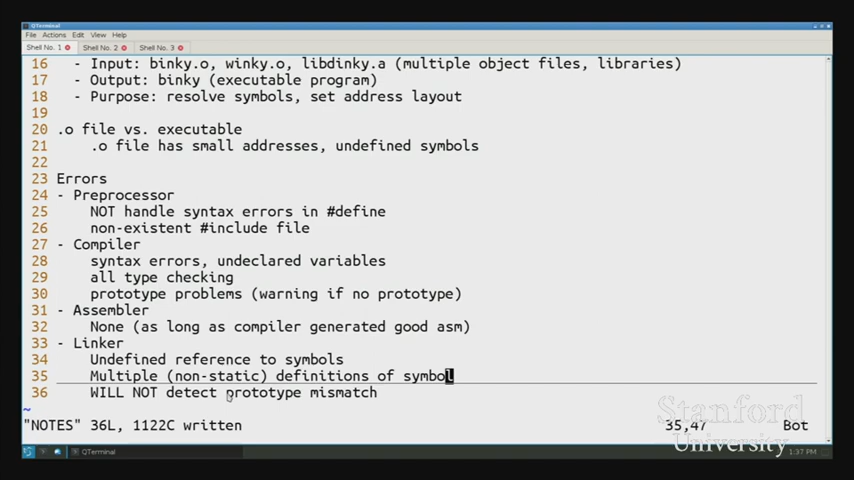 QTerminal
File Actions Edit View Help
Shell No. 1 Shell No. 2 Shell No. 3
16 - Input: binky.o, winky.o, libdinky.a (multiple object files, libraries)
17 - Output: binky (executable program)
18 - Purpose: resolve symbols, set address layout
19
20 .o file vs. executable
21 .o file has small addresses, undefined symbols
22
23 Errors
24 - Preprocessor
25 NOT handle syntax errors in #define
26 non-existent #include file
27 - Compiler
28 syntax errors, undeclared variables
29 all type checking
30 prototype problems (warning if no prototype)
31 - Assembler
32 None (as long as compiler generated good asm)
33 - Linker
34 Undefined reference to symbols
35 Multiple (non-static) definitions of symbol
36 WILL NOT detect prototype mismatch
~
"NOTES" 36L, 1122C written 35,47 Bot
Stanford
University
QTerminal 1:37 PM